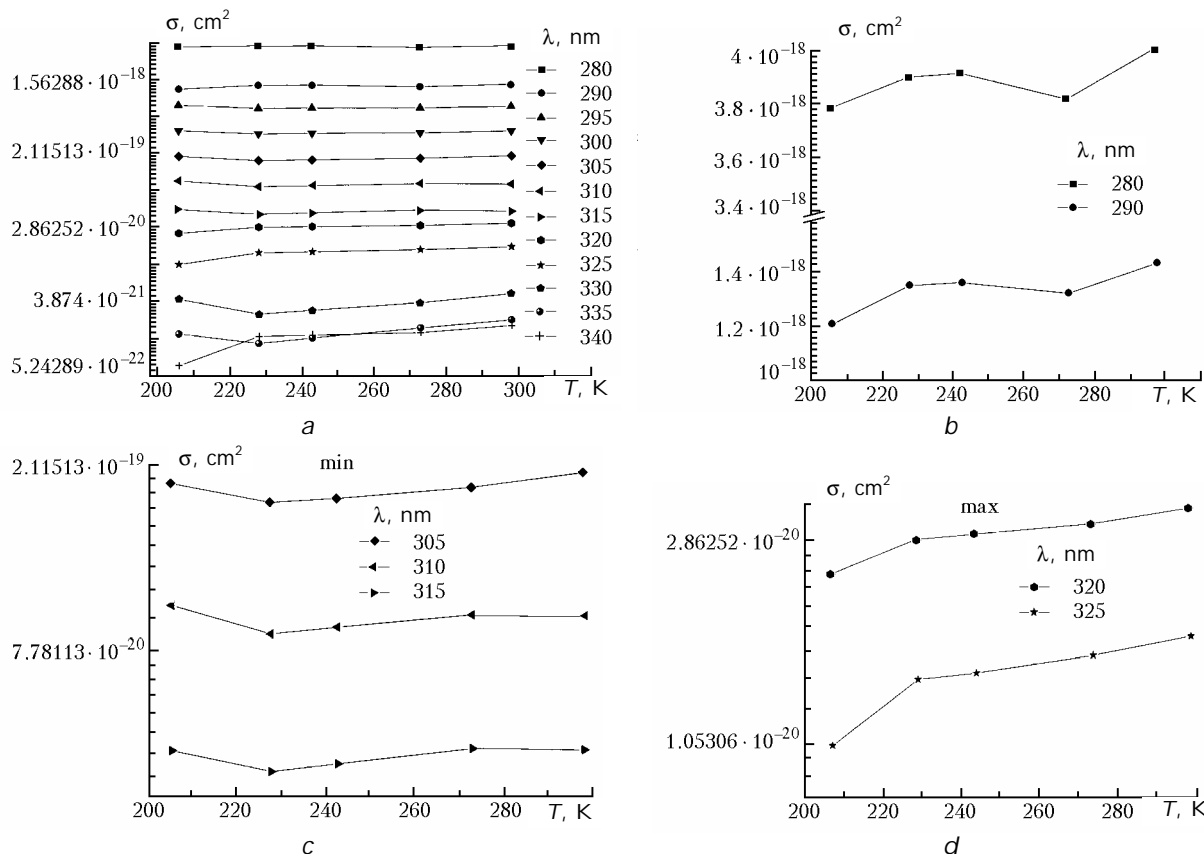 σ, cm²
λ, nm
1.56288· 10⁻¹⁸
2.11513· 10⁻¹⁹
2.86252· 10⁻²⁰
3.874· 10⁻²¹
5.24289· 10⁻²²
280
290
295
300
305
310
315
320
325
330
335
340
200 220 240 260 280 300 T, K
a
σ, cm²
4·10⁻¹⁸
3.8·10⁻¹⁸
3.6·10⁻¹⁸
3.4·10⁻¹⁸
1.4·10⁻¹⁸
1.2·10⁻¹⁸
10⁻¹⁸
λ, nm
280
290
200 220 240 260 280 T, K
b
σ, cm²
min
2.11513· 10⁻¹⁹
7.78113· 10⁻²⁰
λ, nm
305
310
315
200 220 240 260 280 T, K
c
σ, cm²
max
2.86252· 10⁻²⁰
1.05306· 10⁻²⁰
λ, nm
320
325
200 220 240 260 280 T, K
d